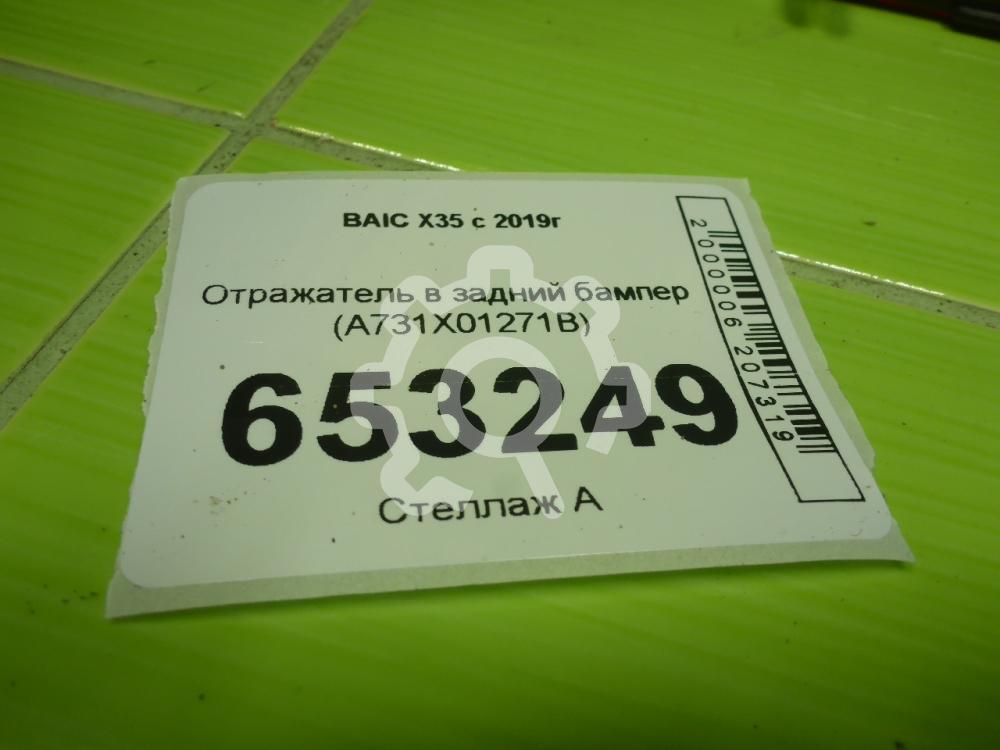 BAIC X35 с 2019г
Отражатель в задний бампер
(A731X01271B)
653249
Стеллаж А
2000006207319